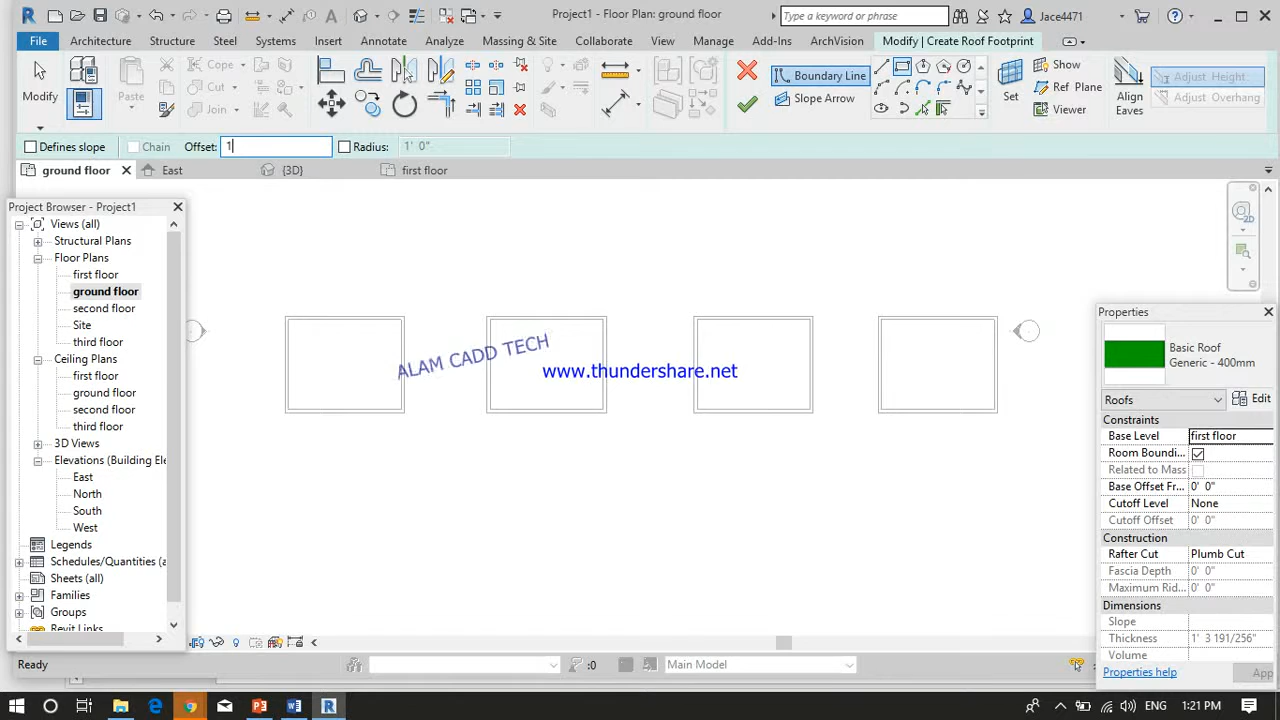 Project1 - Floor Plan: ground floor
Type a keyword or phrase
Jace4471
File
Architecture
Structure
Steel
Systems
Insert
Annotate
Analyze
Massing & Site
Collaborate
View
Manage
Add-Ins
ArchVision
Modify | Create Roof Footprint
Modify
Paste
Cope
Cut
Join
Boundary Line
Slope Arrow
Set
Show
Ref Plane
Viewer
Align
Eaves
Adjust Height
Adjust Overhang
Defines slope
Chain
Offset:
1
Radius:
1' 0"
ground floor
East
{3D}
first floor
Project Browser - Project1
Views (all)
Structural Plans
Floor Plans
first floor
ground floor
second floor
Site
third floor
Ceiling Plans
first floor
ground floor
second floor
third floor
3D Views
Elevations (Building El
East
North
South
West
Legends
Schedules/Quantities (a
Sheets (all)
Families
Groups
Revit Links
ALAM CADD TECH
www.thundershare.net
2D
Properties
Basic Roof
Generic - 400mm
Roofs
Edit
Constraints
Base Level
first floor
Room Boundi...
Related to Mass
Base Offset Fr...
0' 0"
Cutoff Level
None
Cutoff Offset
0' 0"
Construction
Rafter Cut
Plumb Cut
Fascia Depth
0' 0"
Maximum Rid...
0' 0"
Dimensions
Slope
Thickness
1' 3 191/256"
Volume
Properties help
App
Ready
:0
Main Model
ENG
1:21 PM